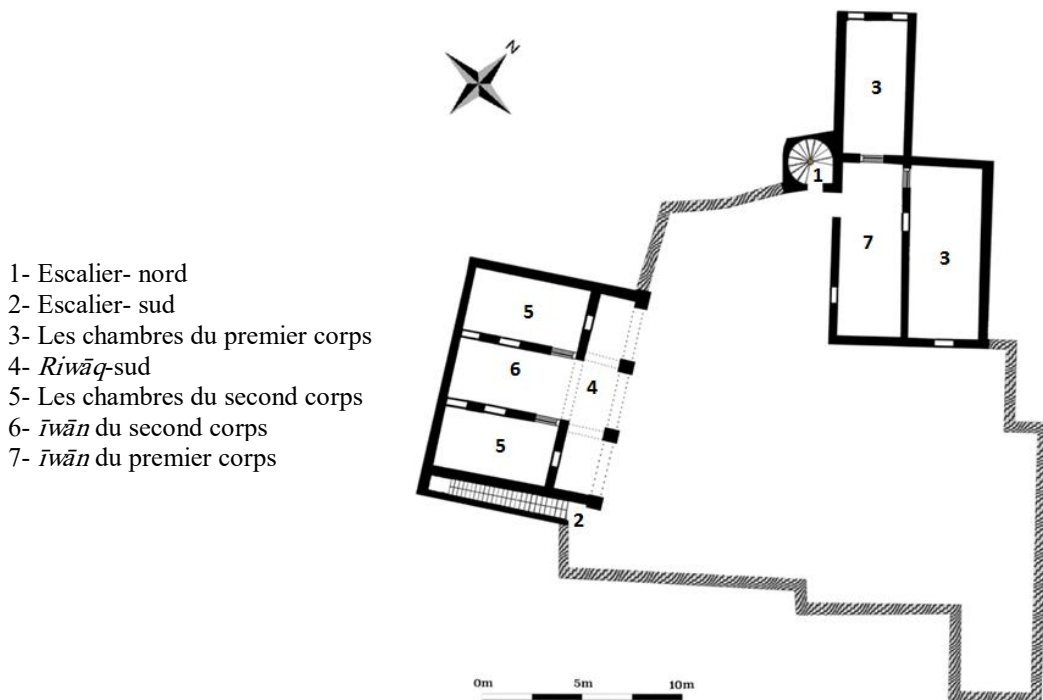 N
3
1
7
3
1- Escalier- nord
2- Escalier- sud
3- Les chambres du premier corps
4- Riwāq-sud
5- Les chambres du second corps
6- īwān du second corps
7- īwān du premier corps
5
6
4
5
2
0m 5m 10m